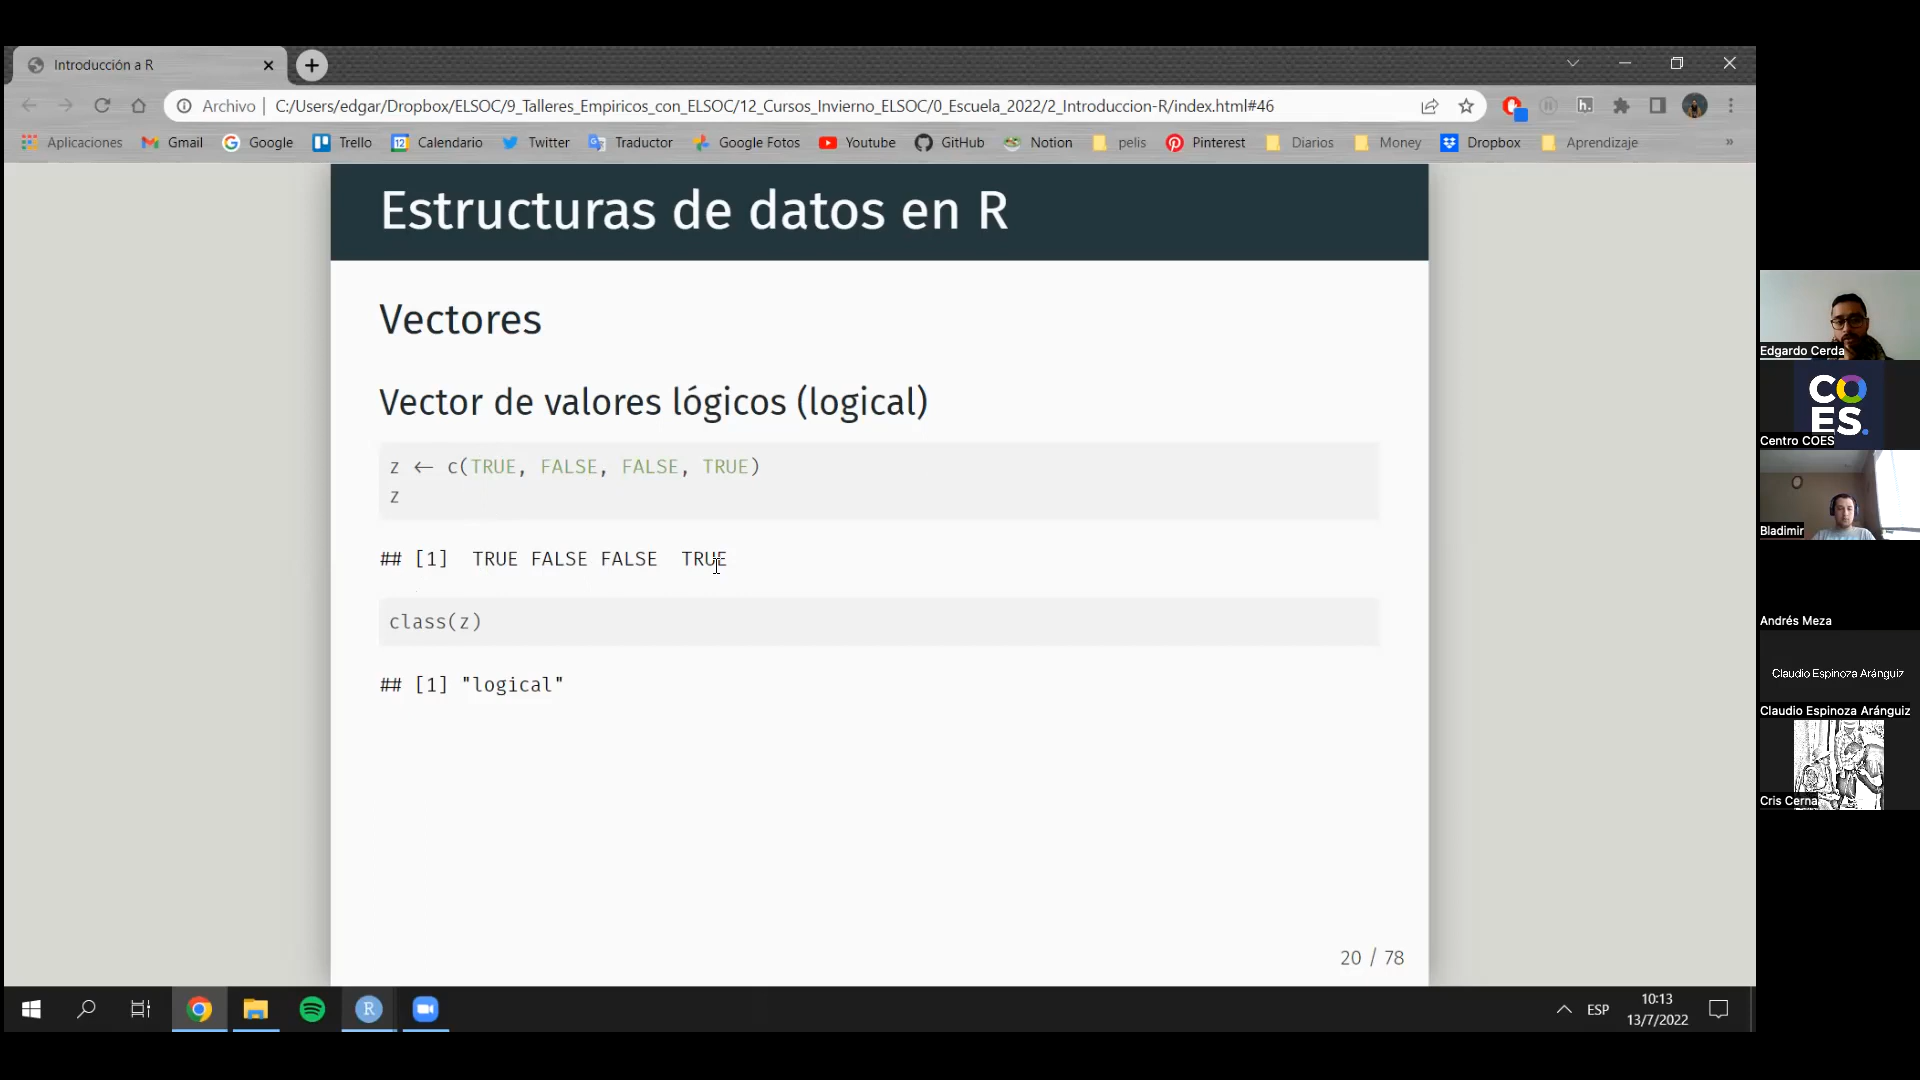 Introducción a R
Archivo | C:/Users/edgar/Dropbox/ELSOC/9_Talleres_Empiricos_con_ELSOC/12_Cursos_Invierno_ELSOC/0_Escuela_2022/2_Introduccion-R/index.html#46
Aplicaciones Gmail Google Trello Calendario Twitter Traductor Google Fotos Youtube GitHub Notion pelis Pinterest Diarios Money Dropbox Aprendizaje »
Estructuras de datos en R
Vectores
Vector de valores lógicos (logical)
z ← c(TRUE, FALSE, FALSE, TRUE)
z
## [1]  TRUE FALSE FALSE  TRUE
class(z)
## [1] "logical"
20 / 78
Edgardo Cerda
COES.
Centro COES
Bladimir
Andrés Meza
Claudio Espinoza Aránguiz
Claudio Espinoza Aránguiz
Cris Cerna
ESP
10:13
13/7/2022